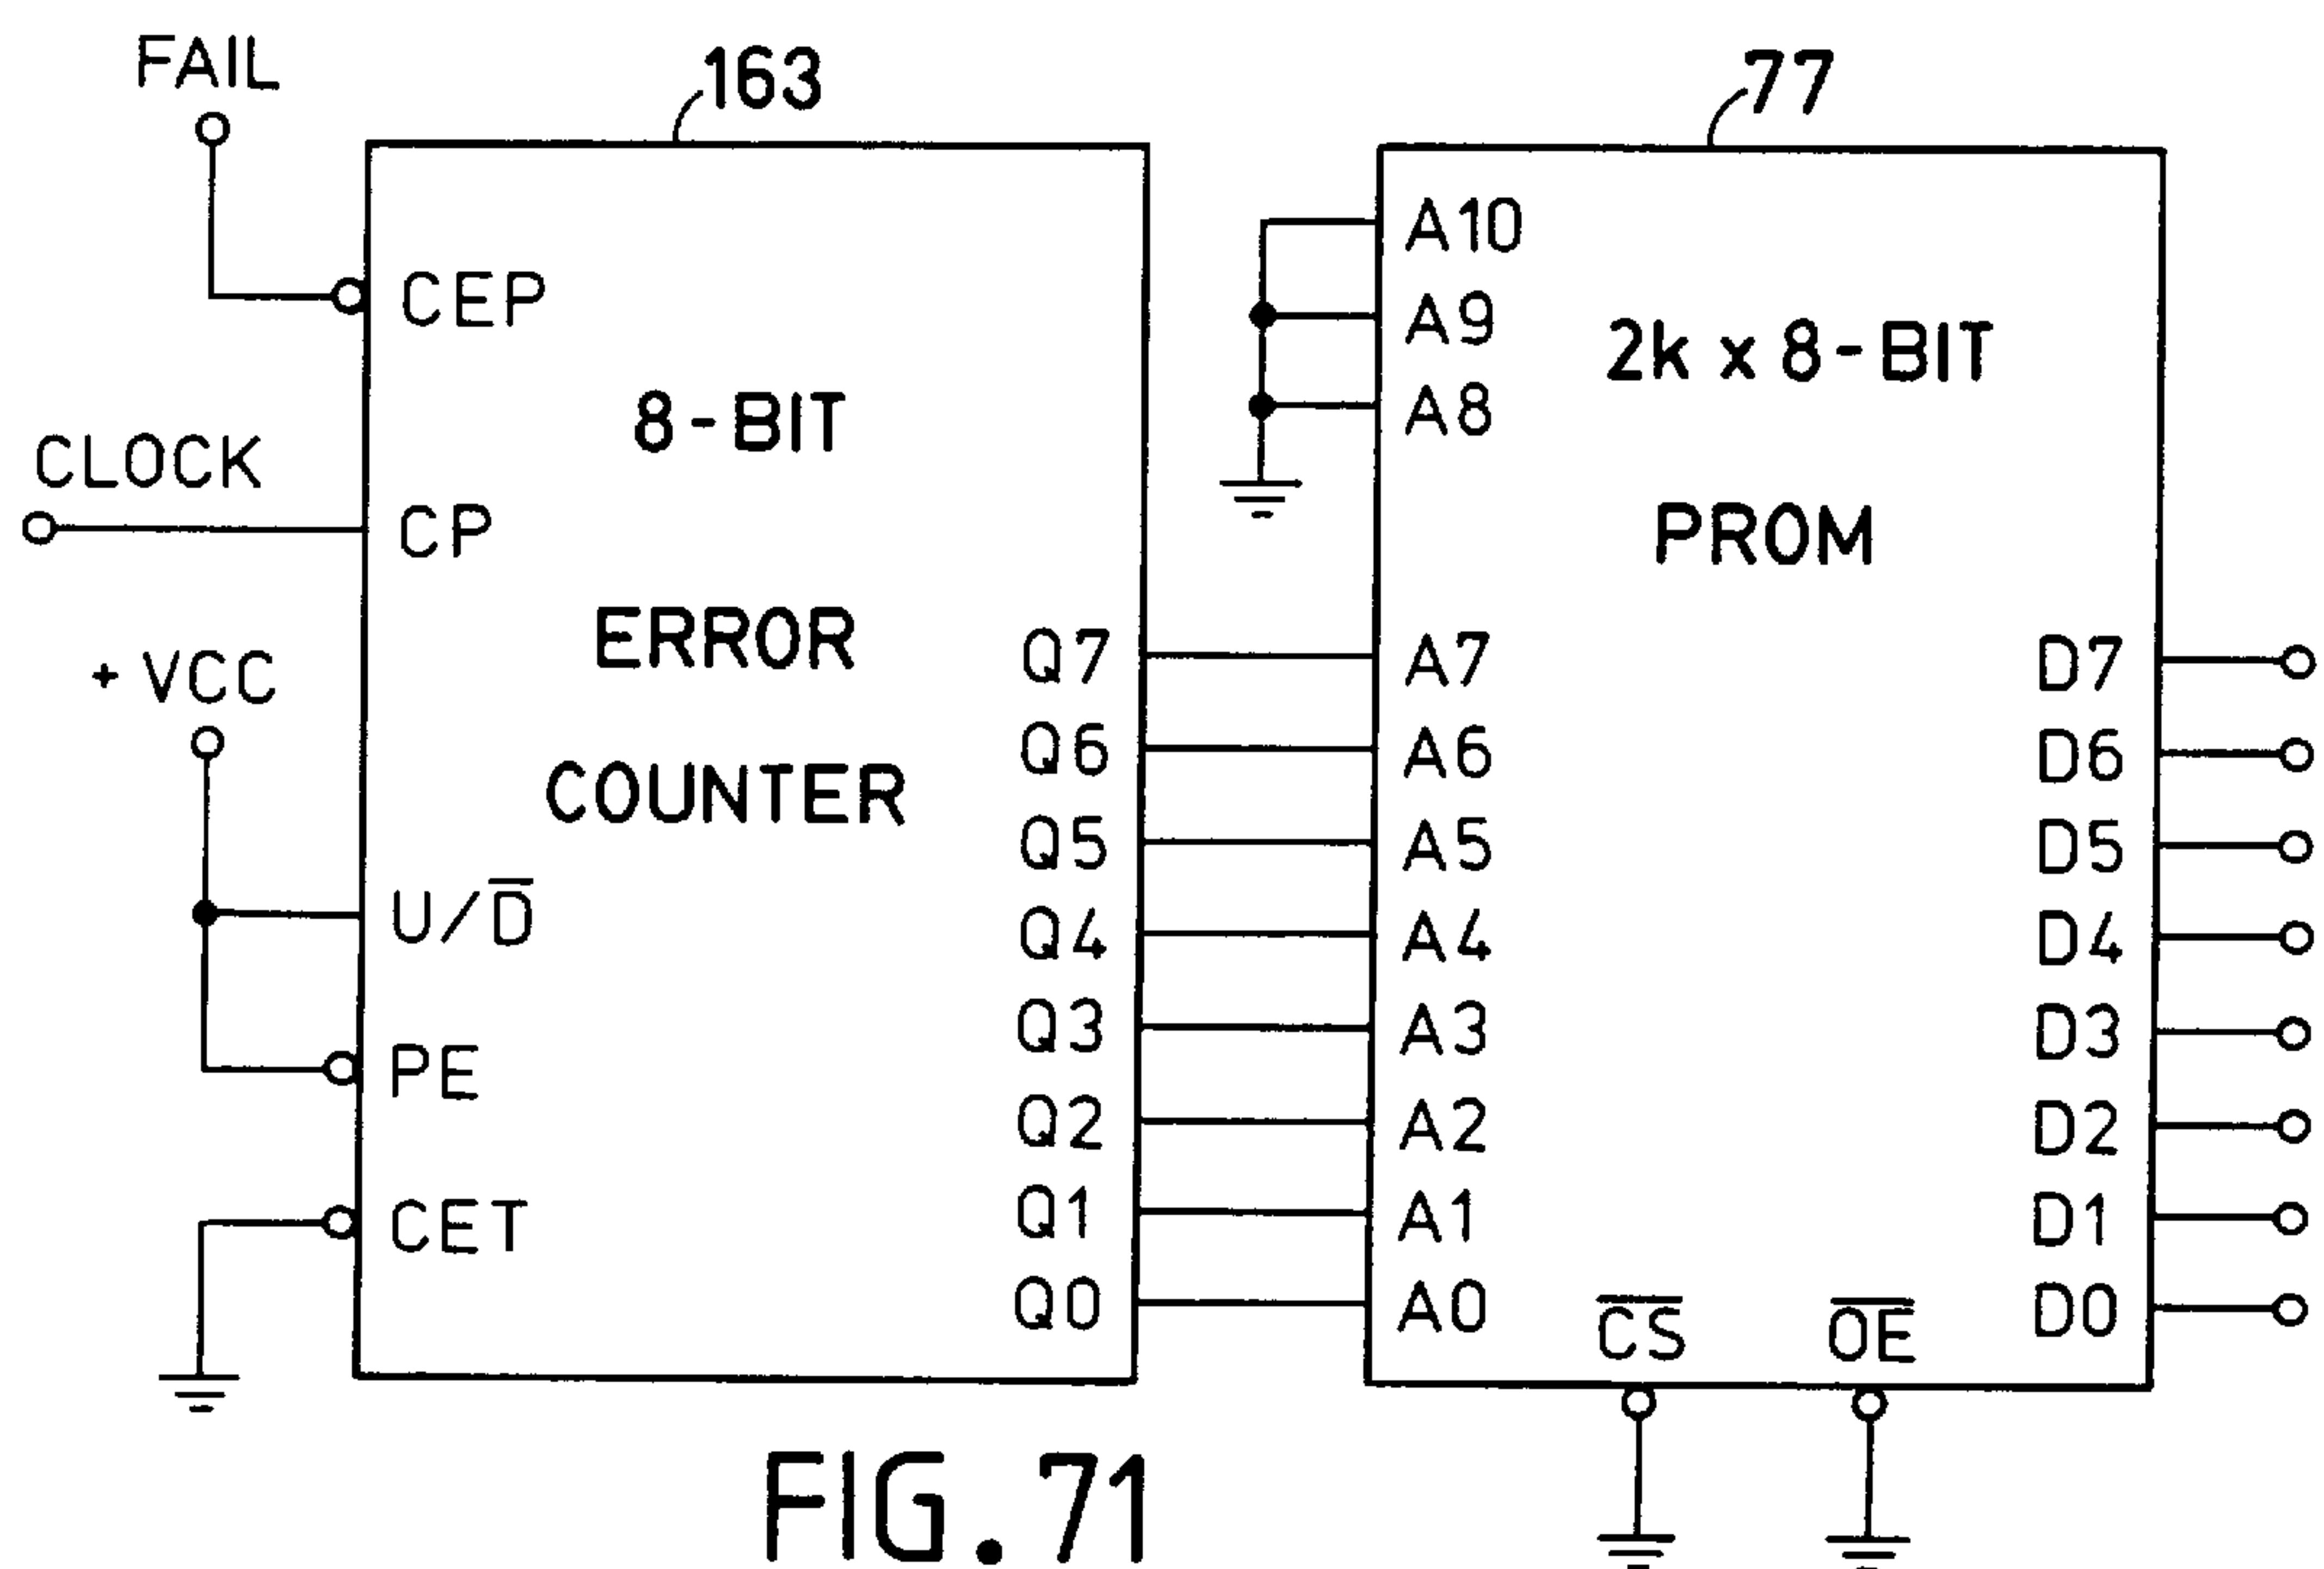 FAIL
163
77
CEP
8-BIT
CLOCK
CP
ERROR
COUNTER
+ VCC
U/D̅
PE
CET
Q7
Q6
Q5
Q4
Q3
Q2
Q1
Q0
A10
A9
A8
2k x 8-BIT
PROM
A7
A6
A5
A4
A3
A2
A1
A0
C̅S̅
O̅E̅
D7
D6
D5
D4
D3
D2
D1
D0
FIG. 71